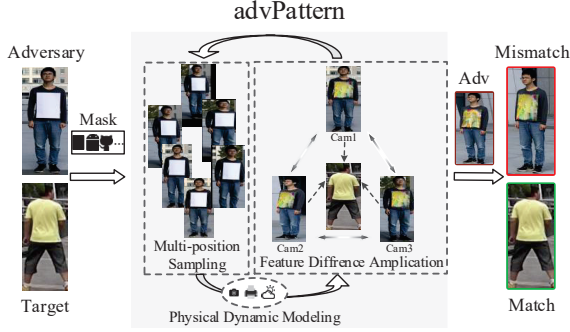 advPattern
Adversary
Mask
...
Target
Multi-position
Sampling
Cam1
Cam2
Cam3
Feature Diffrence Amplication
Physical Dynamic Modeling
Adv
Mismatch
Match